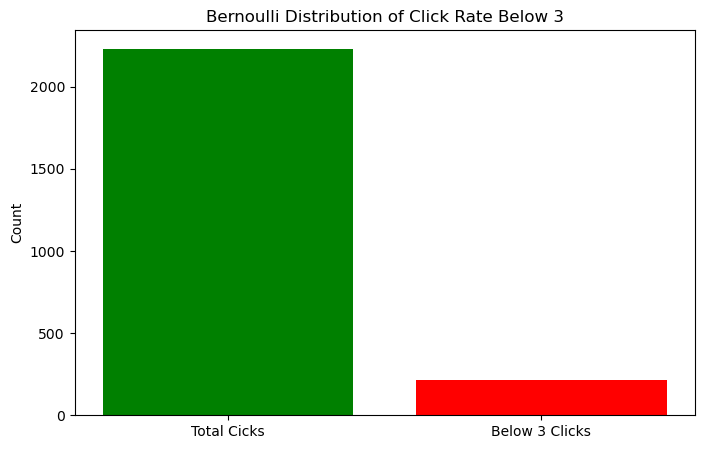 Bernoulli Distribution of Click Rate Below 3
Count
2000
1500
1000
500
0
Total Cicks
Below 3 Clicks